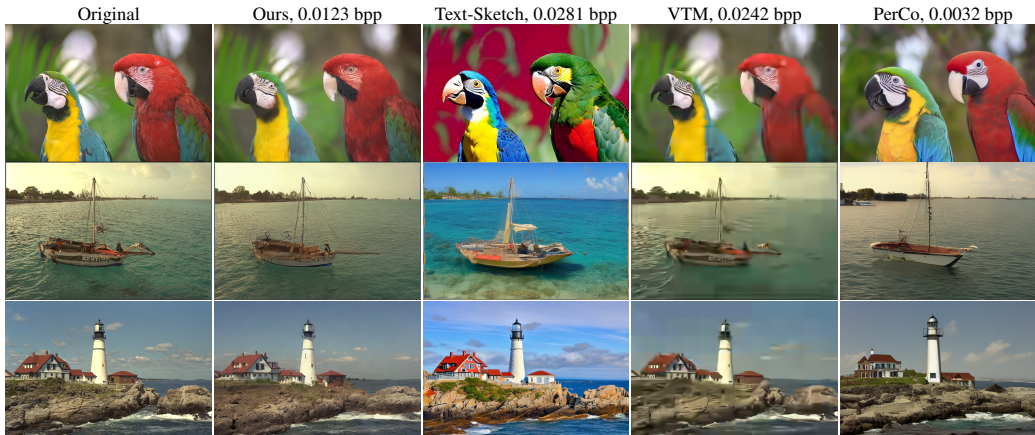 Original
Ours, 0.0123 bpp
Text-Sketch, 0.0281 bpp
VTM, 0.0242 bpp
PerCo, 0.0032 bpp